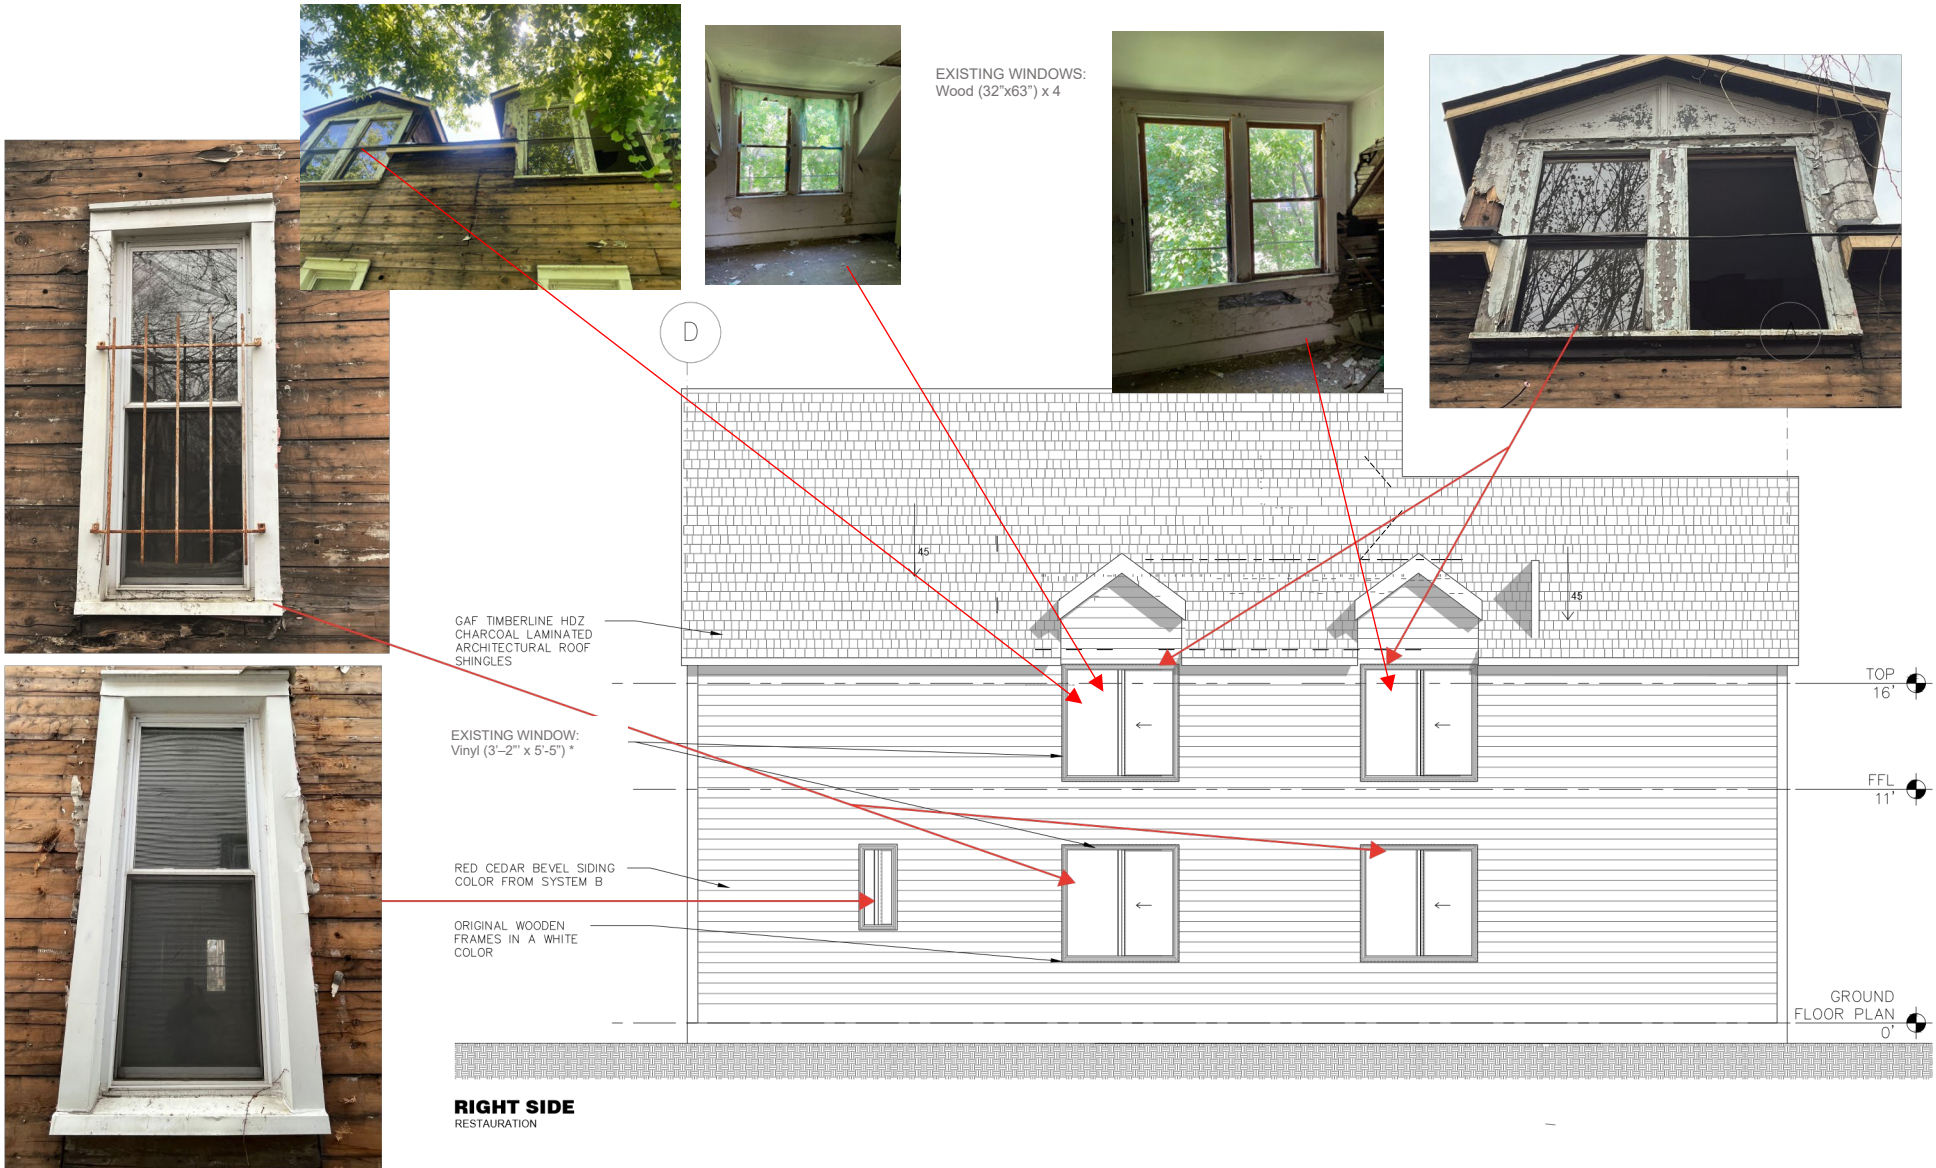 EXISTING WINDOWS:
Wood (32”x63”) x 4
D
A
45
45
GAF TIMBERLINE HDZ
CHARCOAL LAMINATED
ARCHITECTURAL ROOF
SHINGLES
TOP
16'
EXISTING WINDOW:
Vinyl (3’–2”’ x 5’-5”) *
FFL
11'
RED CEDAR BEVEL SIDING
COLOR FROM SYSTEM B
ORIGINAL WOODEN
FRAMES IN A WHITE
COLOR
GROUND
FLOOR PLAN
0'
RIGHT SIDE
RESTAURATION